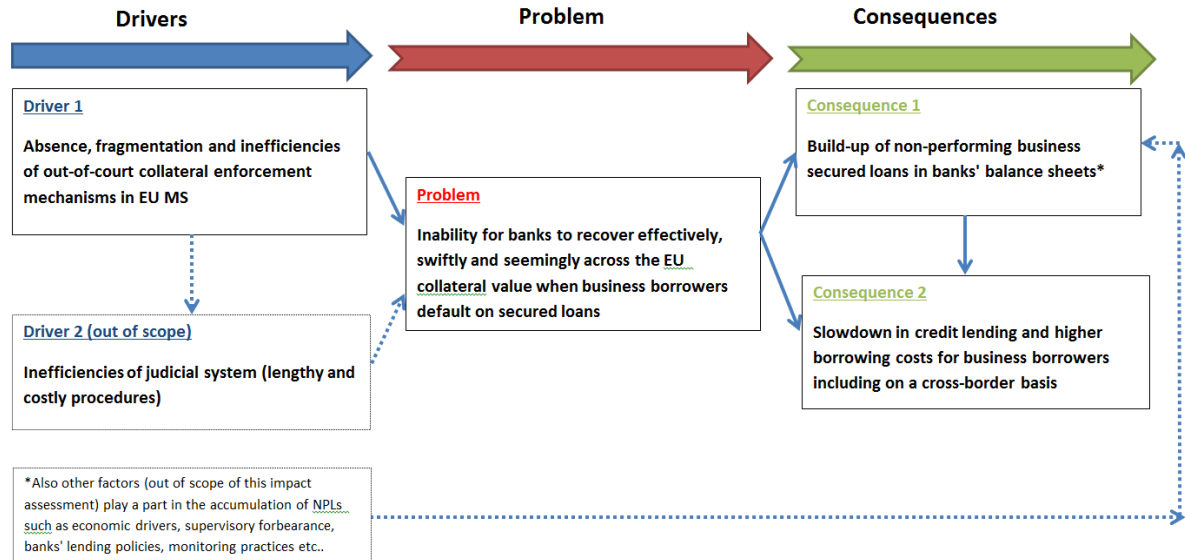 Drivers
Problem
Consequences
Driver 1
Absence, fragmentation and inefficiencies
of out-of-court collateral enforcement
mechanisms in EU MS
Driver 2 (out of scope)
Inefficiencies of judicial system (lengthy and
costly procedures)
*Also other factors (out of scope of this impact
assessment) play a part in the accumulation of NPLs
such as economic drivers, supervisory forbearance,
banks' lending policies, monitoring practices etc..
Problem
Inability for banks to recover effectively,
swiftly and seemingly across the EU
collateral value when business borrowers
default on secured loans
Consequence 1
Build-up of non-performing business
secured loans in banks' balance sheets*
Consequence 2
Slowdown in credit lending and higher
borrowing costs for business borrowers
including on a cross-border basis